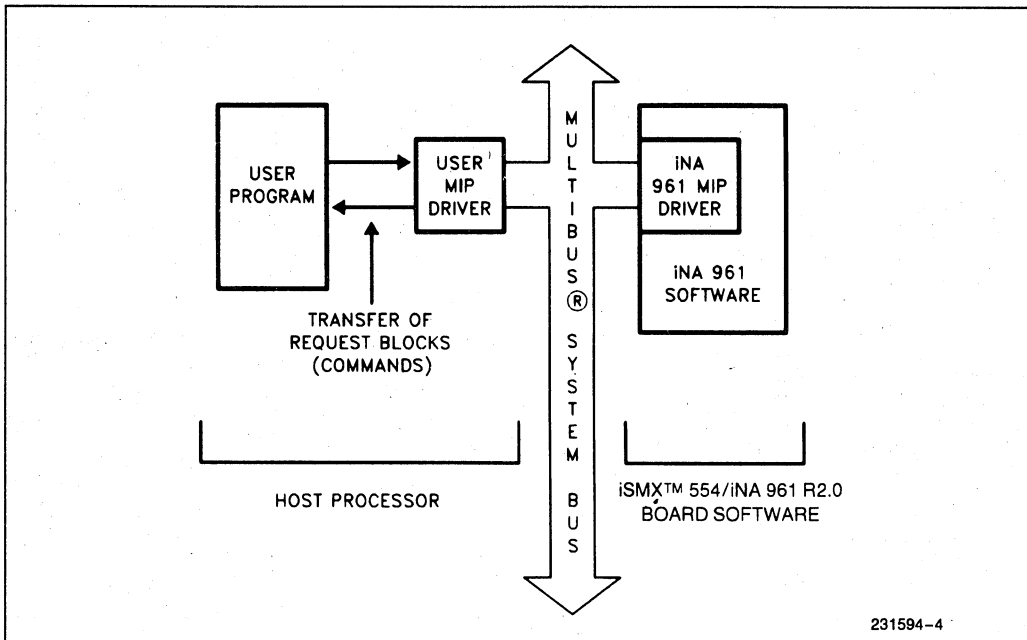 USER
PROGRAM
USER
MIP
DRIVER
TRANSFER OF
REQUEST BLOCKS
(COMMANDS)
MULTIBUS® SYSTEM BUS
iNA
961 MIP
DRIVER
iNA 961
SOFTWARE
HOST PROCESSOR
iSMX™ 554/iNA 961 R2.0
BOARD SOFTWARE
231594-4